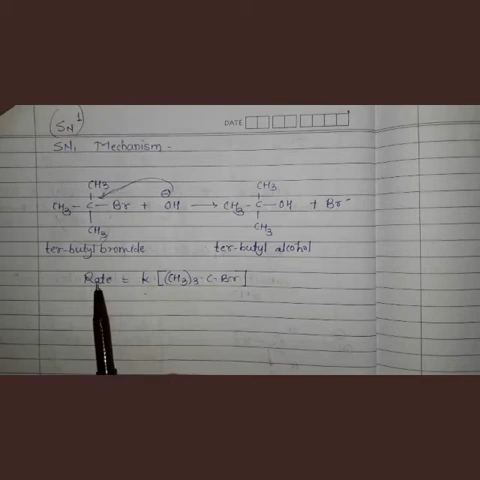 SN1
DATE
SN1 Mechanism -
CH3 CH3
CH3 - C - Br + OH⊖ → CH3 - C - OH + Br-
CH3 CH3
ter-butyl bromide ter-butyl alcohol
Rate = k [(CH3)3-C-Br]